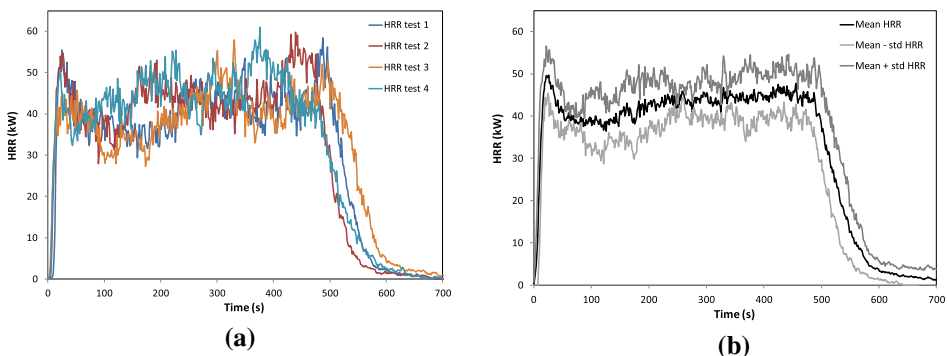 HRR (kW)
60
50
40
30
20
10
0
0 100 200 300 400 500 600 700
Time (s)
HRR test 1
HRR test 2
HRR test 3
HRR test 4
(a)
HRR (kW)
60
50
40
30
20
10
0
0 100 200 300 400 500 600 700
Time (s)
Mean HRR
Mean - std HRR
Mean + std HRR
(b)